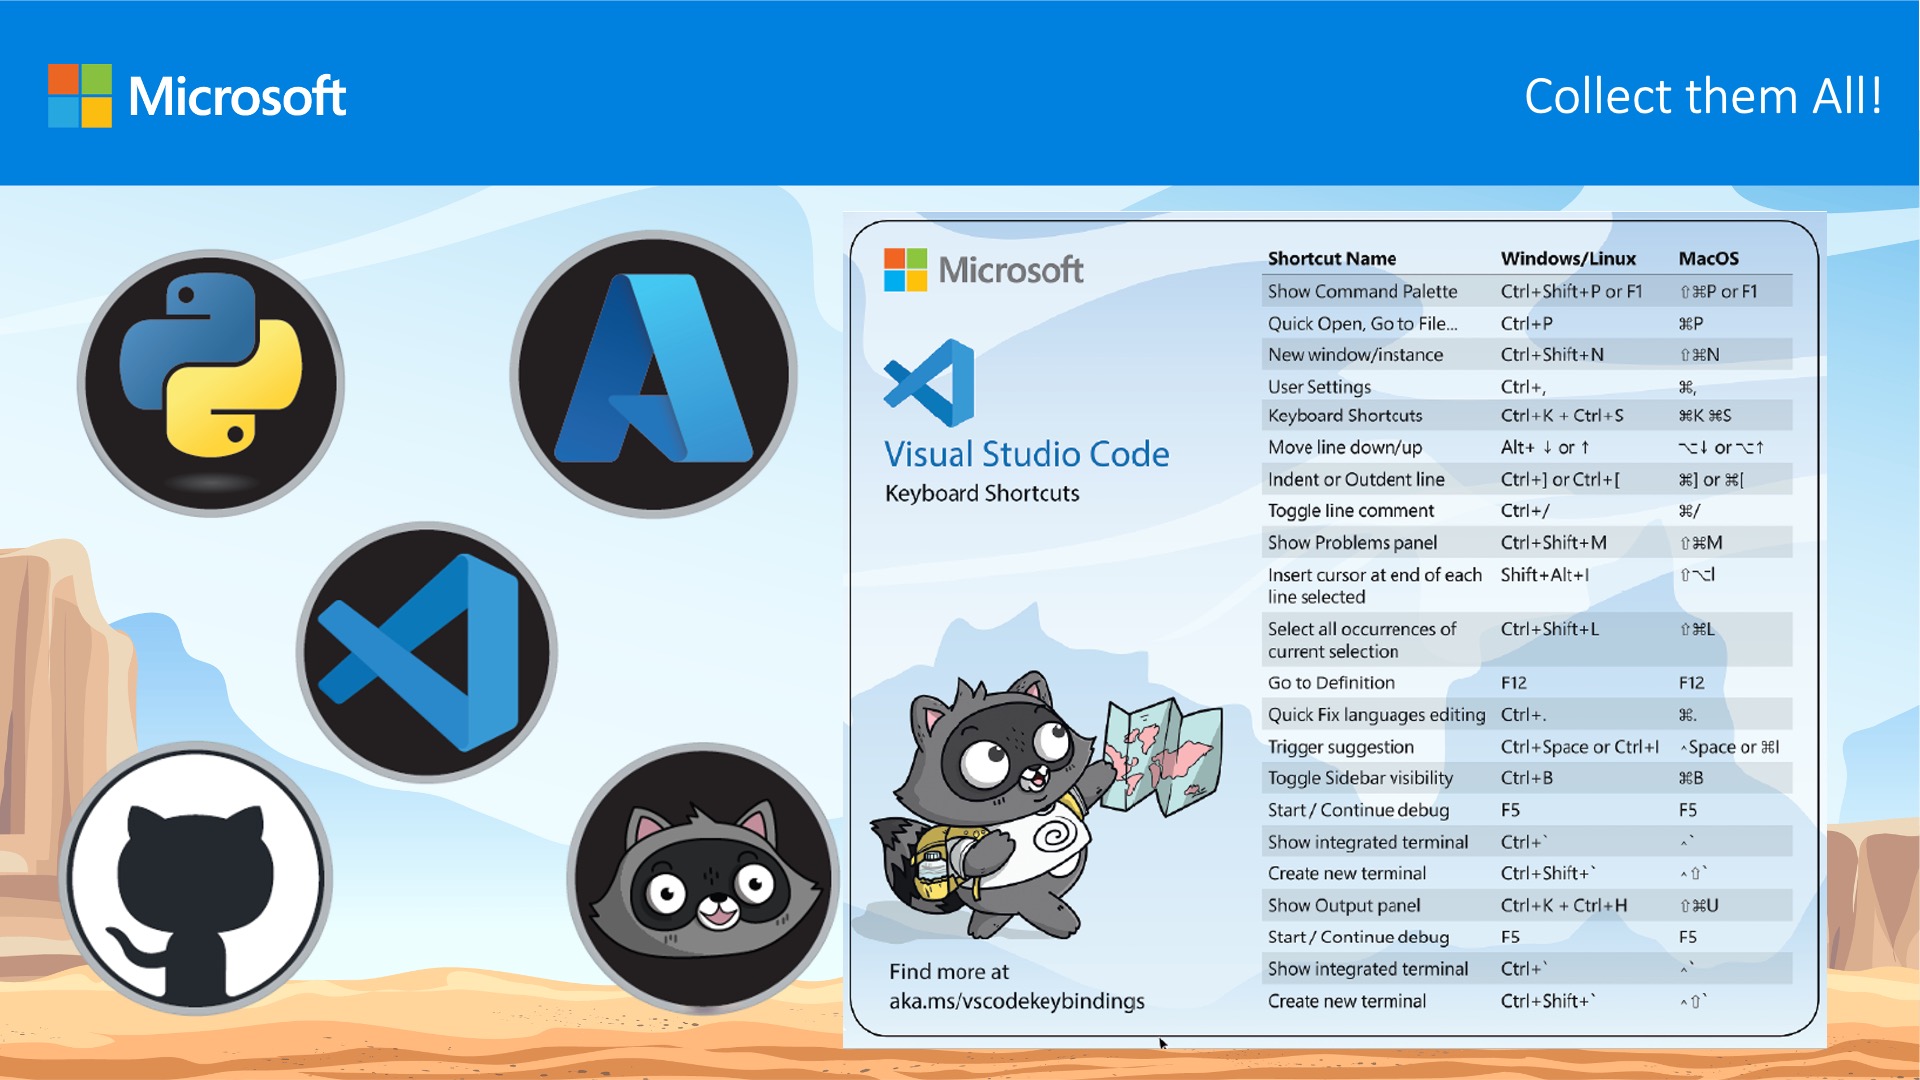 Microsoft
Collect them All!
Microsoft
Visual Studio Code
Keyboard Shortcuts
Find more at
aka.ms/vscodekeybindings
Shortcut Name Windows/Linux MacOS
Show Command Palette Ctrl+Shift+P or F1 ⇧⌘P or F1
Quick Open, Go to File... Ctrl+P ⌘P
New window/instance Ctrl+Shift+N ⇧⌘N
User Settings Ctrl+, ⌘,
Keyboard Shortcuts Ctrl+K + Ctrl+S ⌘K ⌘S
Move line down/up Alt+ ↓ or ↑ ⌥↓ or ⌥↑
Indent or Outdent line Ctrl+] or Ctrl+[ ⌘] or ⌘[
Toggle line comment Ctrl+/ ⌘/
Show Problems panel Ctrl+Shift+M ⇧⌘M
Insert cursor at end of each Shift+Alt+I ⇧⌥I
line selected
Select all occurrences of Ctrl+Shift+L ⇧⌘L
current selection
Go to Definition F12 F12
Quick Fix languages editing Ctrl+. ⌘.
Trigger suggestion Ctrl+Space or Ctrl+I ^Space or ⌘I
Toggle Sidebar visibility Ctrl+B ⌘B
Start / Continue debug F5 F5
Show integrated terminal Ctrl+` ^`
Create new terminal Ctrl+Shift+` ^⇧`
Show Output panel Ctrl+K + Ctrl+H ⇧⌘U
Start / Continue debug F5 F5
Show integrated terminal Ctrl+` ^`
Create new terminal Ctrl+Shift+` ^⇧`